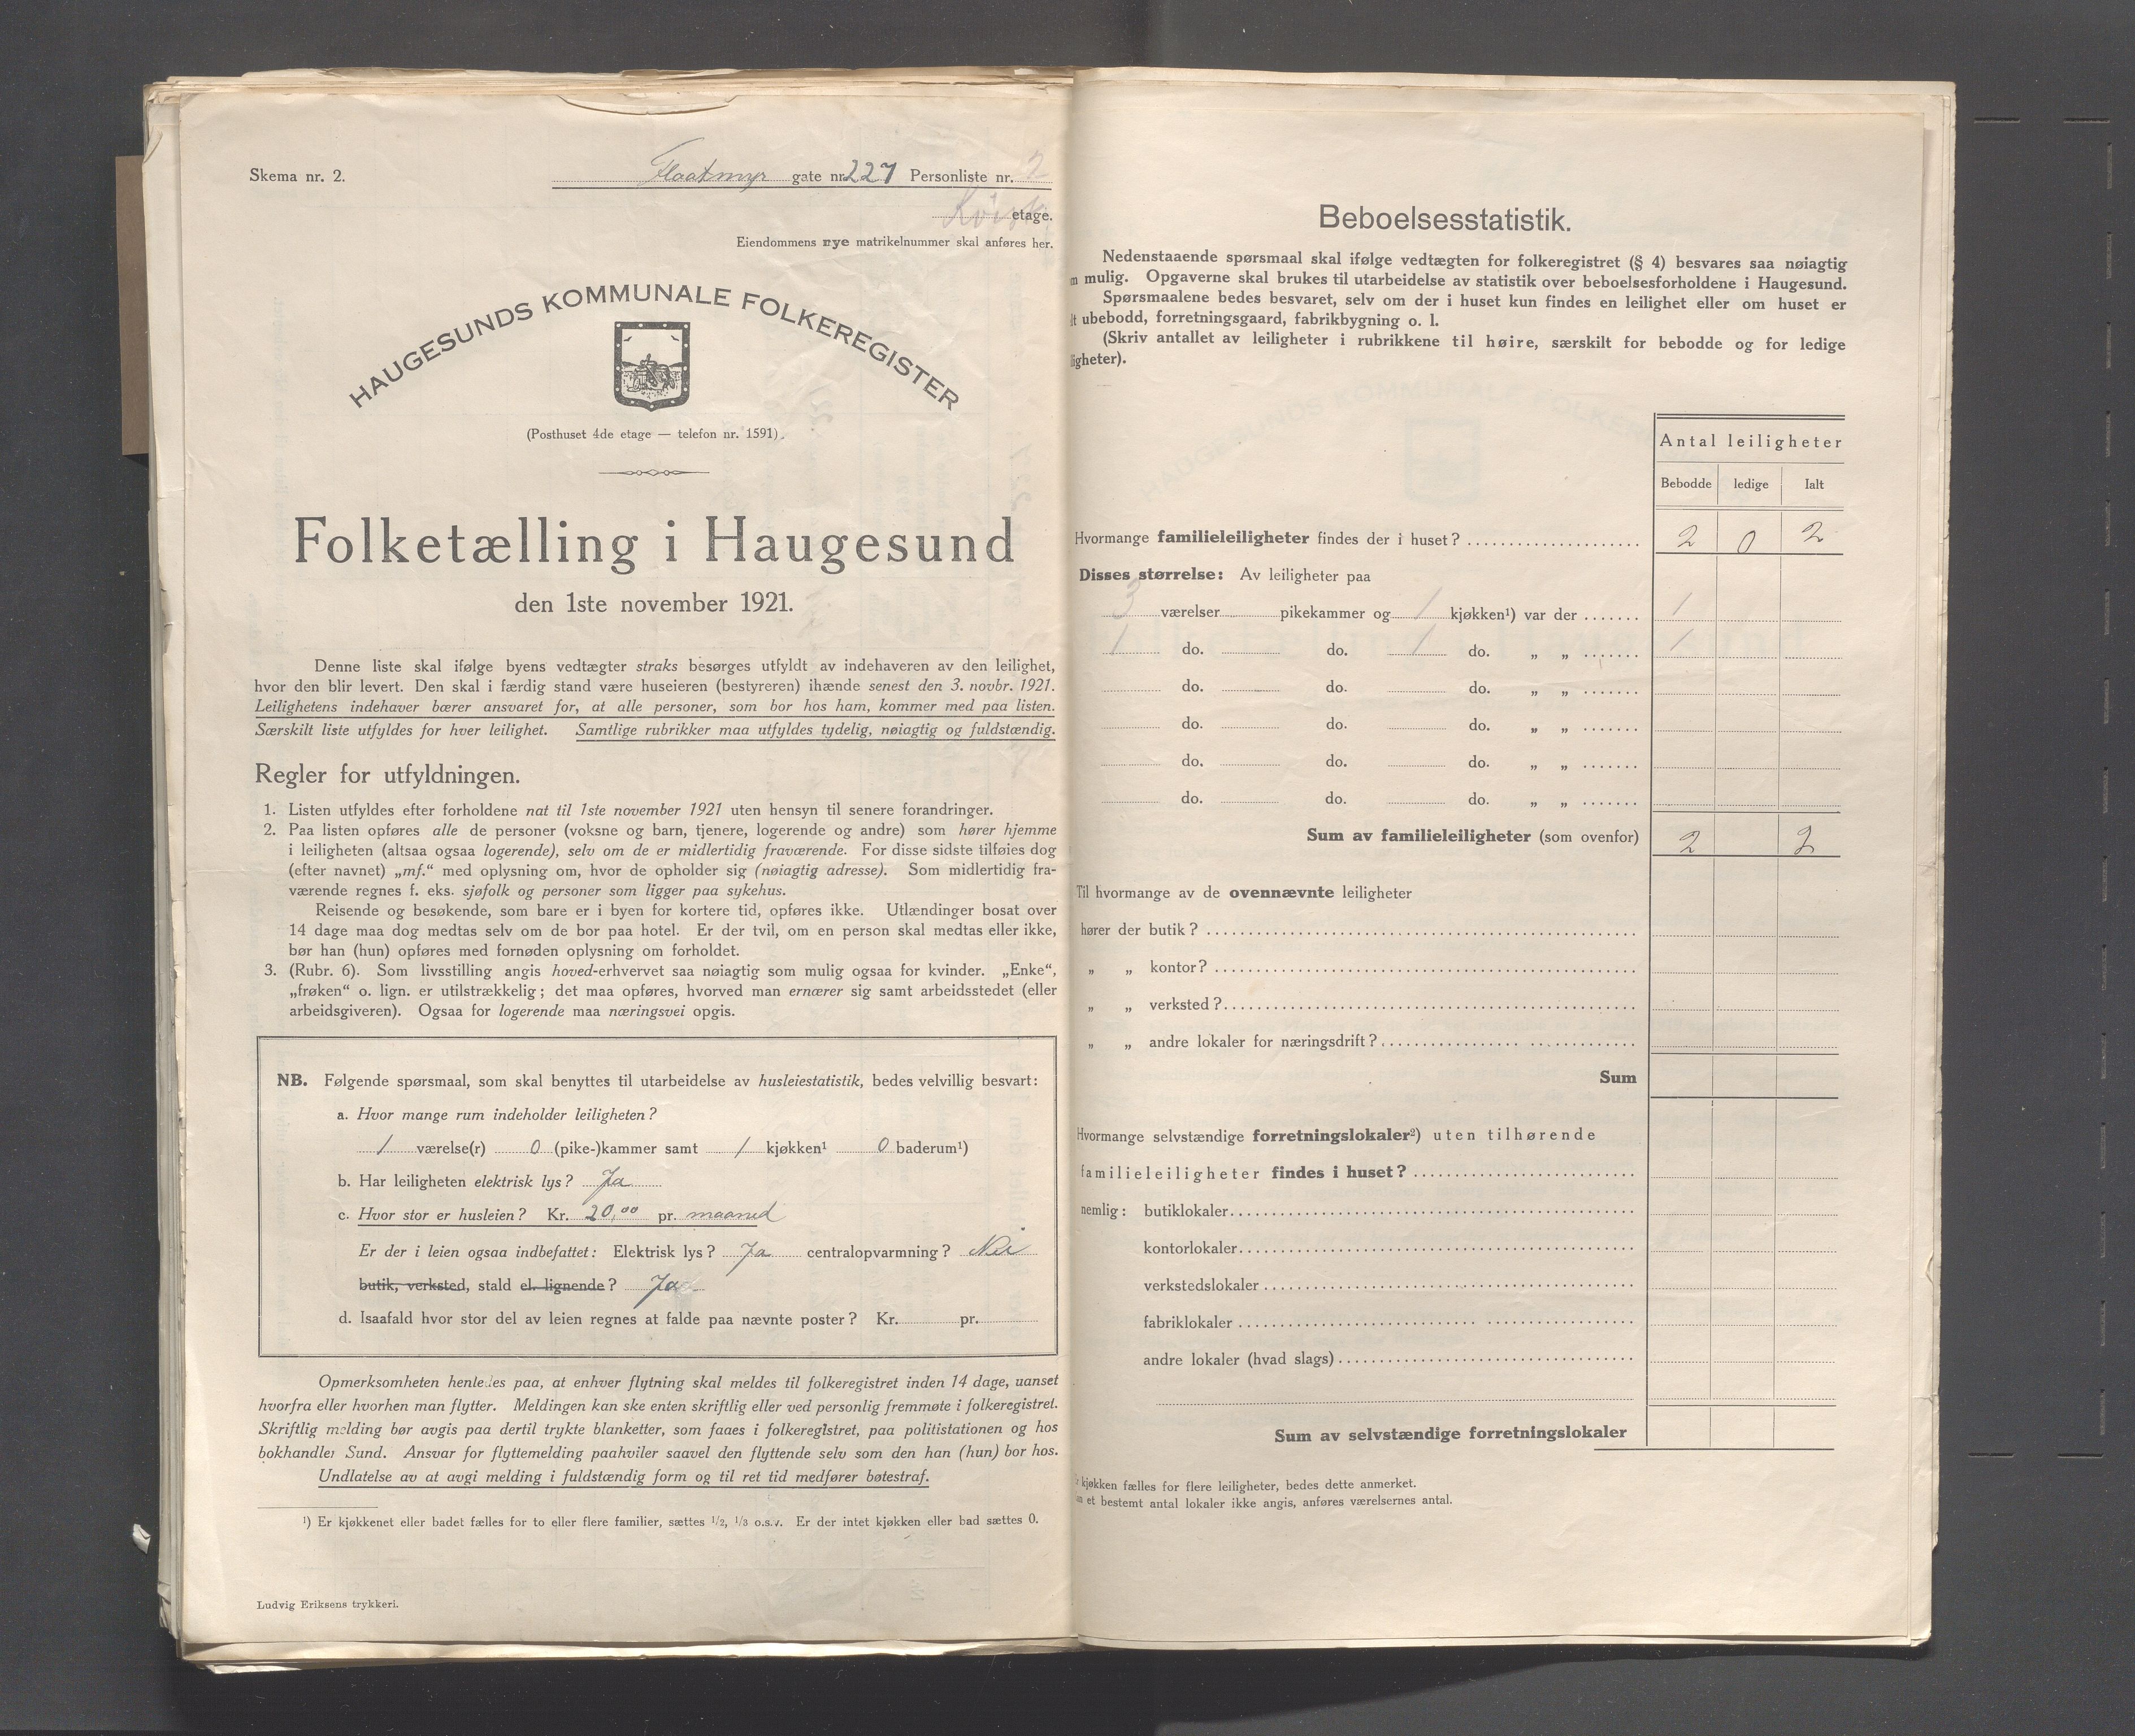 Skema nr. 2.
Flaatmyr gate nr. 227 Personliste nr. 2
etage.
Eiendommens nye matrikelnummer skal anføres her.
HAUGESUNDS KOMMUNALE FOLKEREGISTER
(Posthuset 4de etage — telefon nr. 1591).
Folketælling i Haugesund
den 1ste november 1921.
Denne liste skal ifølge byens vedtægter straks besørges utfyldt av indehaveren av den leilighet,
hvor den blir levert. Den skal i færdig stand være huseieren (bestyreren) ihænde senest den 3. novbr. 1921.
Leilighetens indehaver bærer ansvaret for, at alle personer, som bor hos ham, kommer med paa listen.
Særskilt liste utfyldes for hver leilighet. Samtlige rubrikker maa utfyldes tydelig, nøiagtig og fuldstændig.
Regler for utfyldningen.
1. Listen utfyldes efter forholdene nat til 1ste november 1921 uten hensyn til senere forandringer.
2. Paa listen opføres alle de personer (voksne og barn, tjenere, logerende og andre) som hører hjemme
i leiligheten (altsaa ogsaa logerende), selv om de er midlertidig fraværende. For disse sidste tilføies dog
(efter navnet) „mf.“ med oplysning om, hvor de opholder sig (nøiagtig adresse). Som midlertidig fra-
værende regnes f. eks. sjøfolk og personer som ligger paa sykehus.
Reisende og besøkende, som bare er i byen for kortere tid, opføres ikke. Utlændinger bosat over
14 dage maa dog medtas selv om de bor paa hotel. Er der tvil, om en person skal medtas eller ikke,
bør han (hun) opføres med fornøden oplysning om forholdet.
3. (Rubr. 6). Som livsstilling angis hoved-erhvervet saa nøiagtig som mulig ogsaa for kvinder. „Enke“,
„frøken“ o. lign. er utilstrækkelig; det maa opføres, hvorved man ernærer sig samt arbeidsstedet (eller
arbeidsgiveren). Ogsaa for logerende maa næringsvei opgis.
NB. Følgende spørsmaal, som skal benyttes til utarbeidelse av husleiestatistik, bedes velvillig besvart:
a. Hvor mange rum indeholder leiligheten?
1 værelse(r) 0 (pike-)kammer samt 1 kjøkken¹ 0 baderum¹)
b. Har leiligheten elektrisk lys? Ja
c. Hvor stor er husleien? Kr. 20,00 pr. maaned
Er der i leien ogsaa indbefattet: Elektrisk lys? Ja centralopvarmning? Nei
butik, verksted, stald el. lignende? Ja
d. Isaafald hvor stor del av leien regnes at falde paa nævnte poster? Kr. pr.
Opmerksomheten henledes paa, at enhver flytning skal meldes til folkeregistret inden 14 dage, uanset
hvorfra eller hvorhen man flytter. Meldingen kan ske enten skriftlig eller ved personlig fremmøte i folkeregistret.
Skriftlig melding bør avgis paa dertil trykte blanketter, som faaes i folkeregistret, paa politistationen og hos
bokhandler Sund. Ansvar for flyttemelding paahviler saavel den flyttende selv som den han (hun) bor hos.
Undlatelse av at avgi melding i fuldstændig form og til ret tid medfører bøtestraf.
¹) Er kjøkkenet eller badet fælles for to eller flere familier, sættes 1/2, 1/3 o.s.v. Er der intet kjøkken eller bad sættes 0.
Ludvig Eriksens trykkeri.
Beboelsesstatistik.
Nedenstaaende spørsmaal skal ifølge vedtægten for folkeregistret (§ 4) besvares saa nøiagtig
m mulig. Opgaverne skal brukes til utarbeidelse av statistik over beboelsesforholdene i Haugesund.
Spørsmaalene bedes besvaret, selv om der i huset kun findes en leilighet eller om huset er
lt ubebodd, forretningsgaard, fabrikbygning o. l.
(Skriv antallet av leiligheter i rubrikkene til høire, særskilt for bebodde og for ledige
ligheter).
Antal leiligheter
Bebodde ledige Ialt
Hvormange familieleiligheter findes der i huset? 2 0 2
Disses størrelse: Av leiligheter paa
3 værelser pikekammer og 1 kjøkken¹) var der 1
1 do. do. 1 do. „ „ 1
do. do. do. „ „
do. do. do. „ „
do. do. do. „ „
do. do. do. „ „
Sum av familieleiligheter (som ovenfor) 2 2
Til hvormange av de ovennævnte leiligheter
hører der butik?
„ „ kontor?
„ „ verksted?
„ „ andre lokaler for næringsdrift?
Sum
Hvormange selvstændige forretningslokaler²) uten tilhørende
familieleiligheter findes i huset?
nemlig: butiklokaler
kontorlokaler
verkstedslokaler
fabriklokaler
andre lokaler (hvad slags)
Sum av selvstændige forretningslokaler
kjøkken fælles for flere leiligheter, bedes dette anmerket.
et bestemt antal lokaler ikke angis, anføres værelsernes antal.